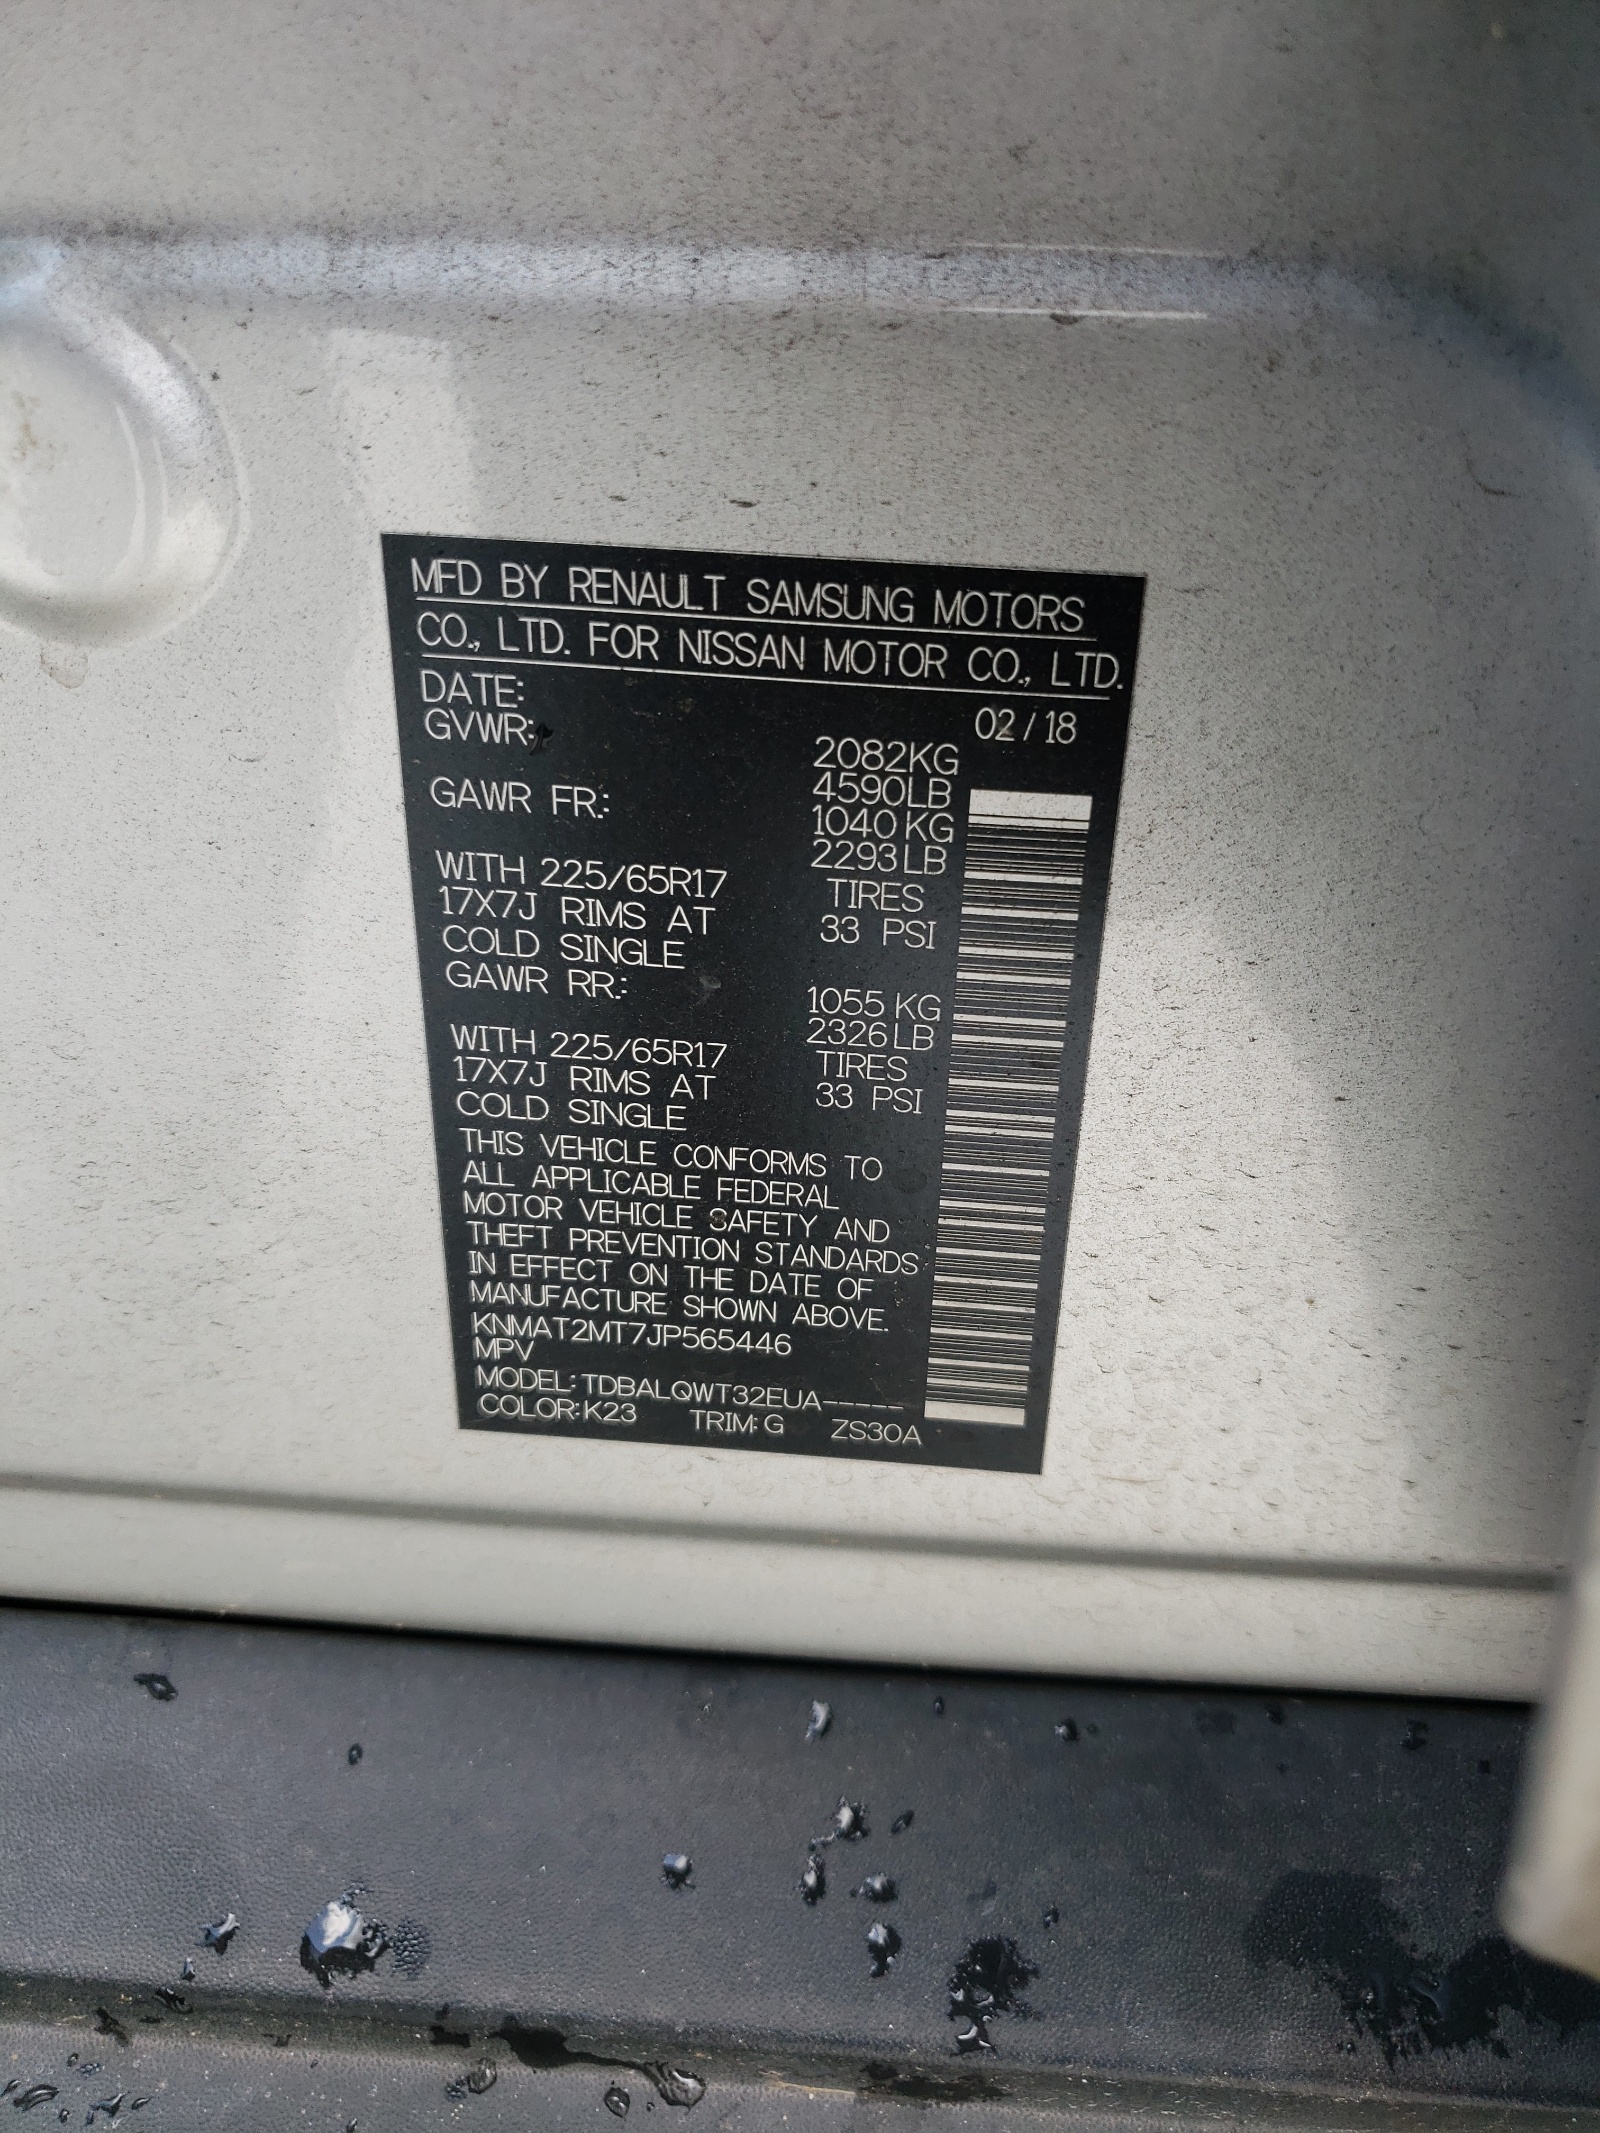 MFD BY RENAULT SAMSUNG MOTORS
CO., LTD. FOR NISSAN MOTOR CO., LTD.
DATE: 02 / 18
GVWR: 2082KG
4590LB
GAWR FR.: 1040 KG
2293 LB
WITH 225/65R17 TIRES
17X7J RIMS AT 33 PSI
COLD SINGLE
GAWR RR.: 1055 KG
2326 LB
WITH 225/65R17 TIRES
17X7J RIMS AT 33 PSI
COLD SINGLE
THIS VEHICLE CONFORMS TO
ALL APPLICABLE FEDERAL
MOTOR VEHICLE SAFETY AND
THEFT PREVENTION STANDARDS
IN EFFECT ON THE DATE OF
MANUFACTURE SHOWN ABOVE.
KNMAT2MT7JP565446
MPV
MODEL: TDBALQWT32EUA-----
COLOR: K23 TRIM: G ZS30A